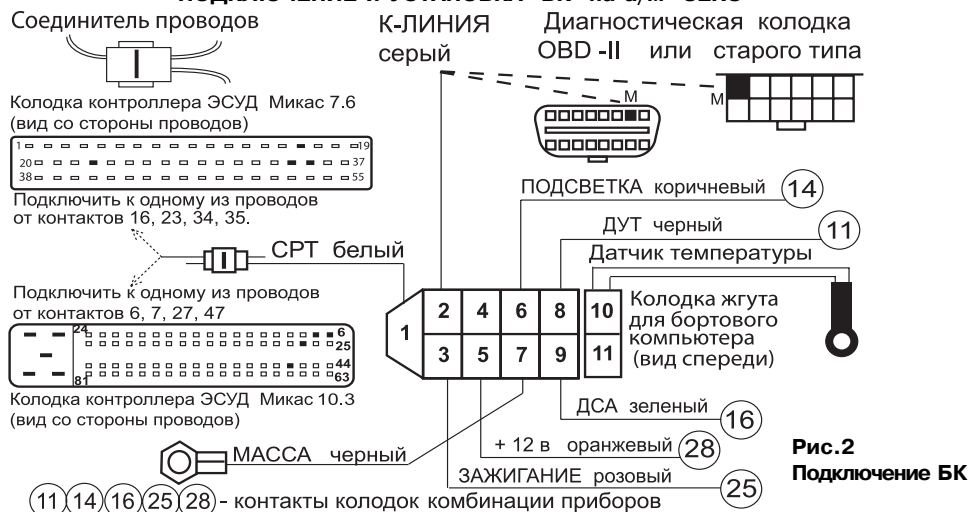 Соединитель проводов
К-ЛИНИЯ
серый
Диагностическая колодка
OBD -II или старого типа
М
М
Колодка контроллера ЭСУД Микас 7.6
(вид со стороны проводов)
1 19
20 37
38 55
Подключить к одному из проводов
от контактов 16, 23, 34, 35.
СРТ белый
Подключить к одному из проводов
от контактов 6, 7, 27, 47
24 6
25
44
81 63
Колодка контроллера ЭСУД Микас 10.3
(вид со стороны проводов)
ПОДСВЕТКА коричневый 14
ДУТ черный 11
Датчик температуры
1 2 4 6 8 10
3 5 7 9 11
Колодка жгута
для бортового
компьютера
(вид спереди)
ДСА зеленый 16
+ 12 в оранжевый 28
МАССА черный
ЗАЖИГАНИЕ розовый 25
Рис.2
Подключение БК
11 14 16 25 28 - контакты колодок комбинации приборов